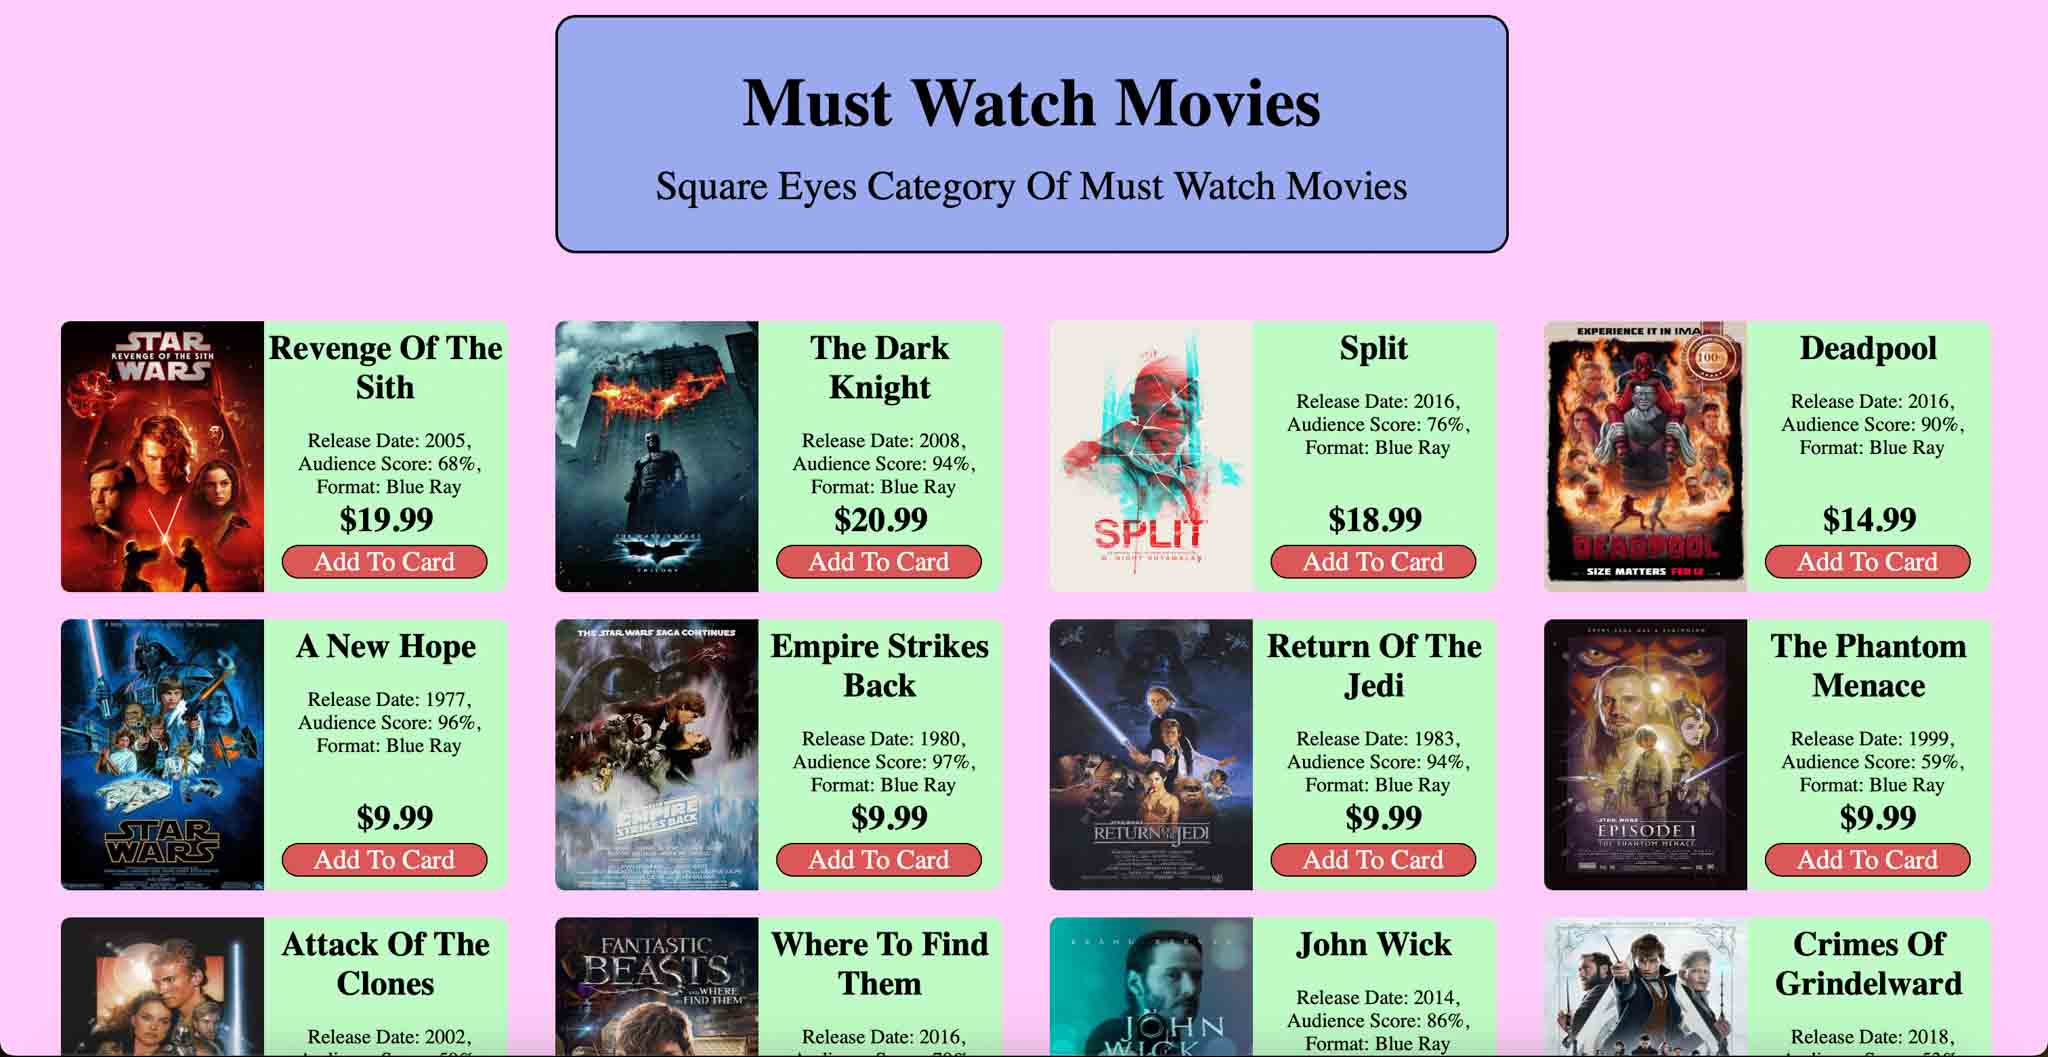 Must Watch Movies
Square Eyes Category Of Must Watch Movies
STAR
REVENGE OF THE SITH
WARS
Revenge Of The
Sith
Release Date: 2005,
Audience Score: 68%,
Format: Blue Ray
$19.99
Add To Card
The Dark
Knight
Release Date: 2008,
Audience Score: 94%,
Format: Blue Ray
$20.99
Add To Card
SPLIT
Split
Release Date: 2016,
Audience Score: 76%,
Format: Blue Ray
$18.99
Add To Card
EXPERIENCE IT IN IMA
100%
DEADPOOL
SIZE MATTERS FEB 12
Deadpool
Release Date: 2016,
Audience Score: 90%,
Format: Blue Ray
$14.99
Add To Card
STAR
WARS
A New Hope
Release Date: 1977,
Audience Score: 96%,
Format: Blue Ray
$9.99
Add To Card
THE STAR WARS SAGA CONTINUES
EMPIRE
STRIKES BACK
Empire Strikes
Back
Release Date: 1980,
Audience Score: 97%,
Format: Blue Ray
$9.99
Add To Card
STAR WARS
RETURN OF THE JEDI
Return Of The
Jedi
Release Date: 1983,
Audience Score: 94%,
Format: Blue Ray
$9.99
Add To Card
EVERY SAGA HAS A BEGINNING
STAR WARS
EPISODE I
THE PHANTOM MENACE
The Phantom
Menace
Release Date: 1999,
Audience Score: 59%,
Format: Blue Ray
$9.99
Add To Card
Attack Of The
Clones
Release Date: 2002,
FANTASTIC
BEASTS
AND WHERE
TO FIND THEM
Where To Find
Them
Release Date: 2016,
JOHN
WICK
John Wick
Release Date: 2014,
Audience Score: 86%,
Format: Blue Ray
Crimes Of
Grindelward
Release Date: 2018,